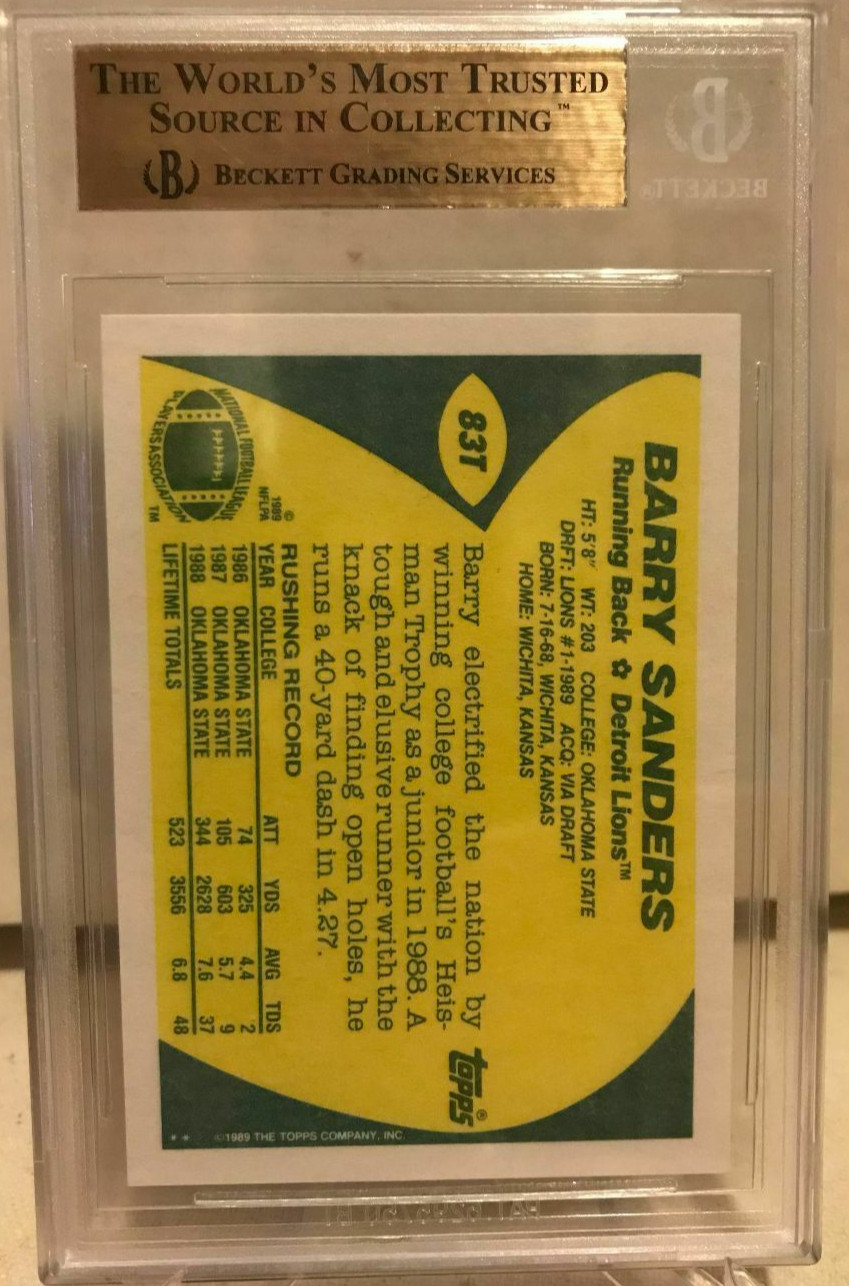 THE WORLD'S MOST TRUSTED
SOURCE IN COLLECTING™
B BECKETT GRADING SERVICES
B
BECKETT®
83T
BARRY SANDERS
Running Back ✿ Detroit Lions™
HT: 5'8" WT: 203 COLLEGE: OKLAHOMA STATE
DRFT: LIONS #1-1989 ACQ: VIA DRAFT
BORN: 7-16-68, WICHITA, KANSAS
HOME: WICHITA, KANSAS
Barry electrified the nation by
winning college football's Heis-
man Trophy as a junior in 1988. A
tough and elusive runner with the
knack of finding open holes, he
runs a 40-yard dash in 4.27.
topps®
NATIONAL FOOTBALL LEAGUE
PLAYERS ASSOCIATION TM
©
1989
NFLPA
RUSHING RECORD
YEAR COLLEGE ATT YDS AVG TDS
1986 OKLAHOMA STATE 74 325 4.4 2
1987 OKLAHOMA STATE 105 603 5.7 9
1988 OKLAHOMA STATE 344 2628 7.6 37
LIFETIME TOTALS 523 3556 6.8 48
* * ©1989 THE TOPPS COMPANY, INC.